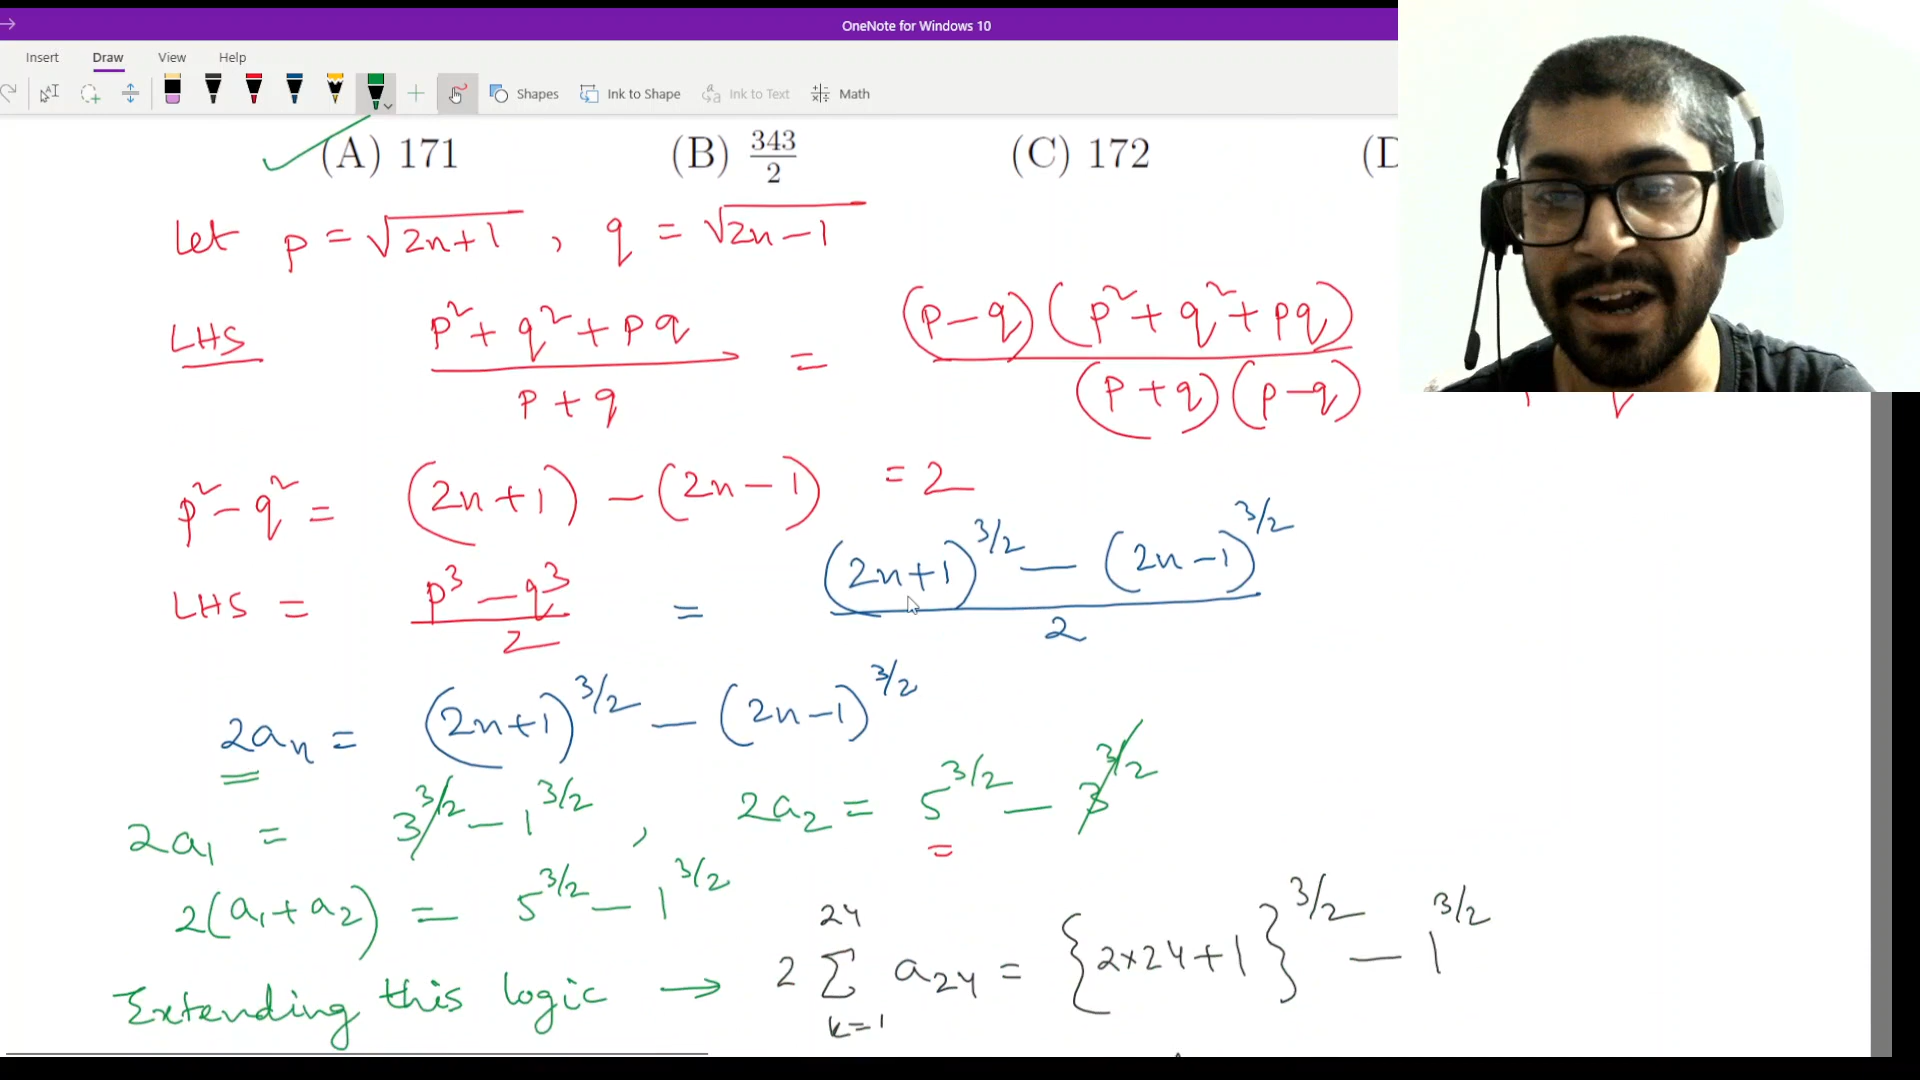 OneNote for Windows 10
Insert Draw View Help
Shapes Ink to Shape Ink to Text Math
(A) 171 (B) 343/2 (C) 172 (D
Let p = √(2n+1) , q = √(2n-1)
LHS (p² + q² + pq)/(p + q) = ((p-q)(p² + q² + pq))/((p+q)(p-q))
p² - q² = (2n+1) - (2n-1) = 2
LHS = (p³ - q³)/2 = ((2n+1)^(3/2) - (2n-1)^(3/2))/2
2aₙ = (2n+1)^(3/2) - (2n-1)^(3/2)
2a₁ = 3^(3/2) - 1^(3/2) , 2a₂ = 5^(3/2) - 3^(3/2)
2(a₁ + a₂) = 5^(3/2) - 1^(3/2)
Extending this logic → 2 ∑_{k=1}^{24} a₂₄ = {2×24+1}^(3/2) - 1^(3/2)